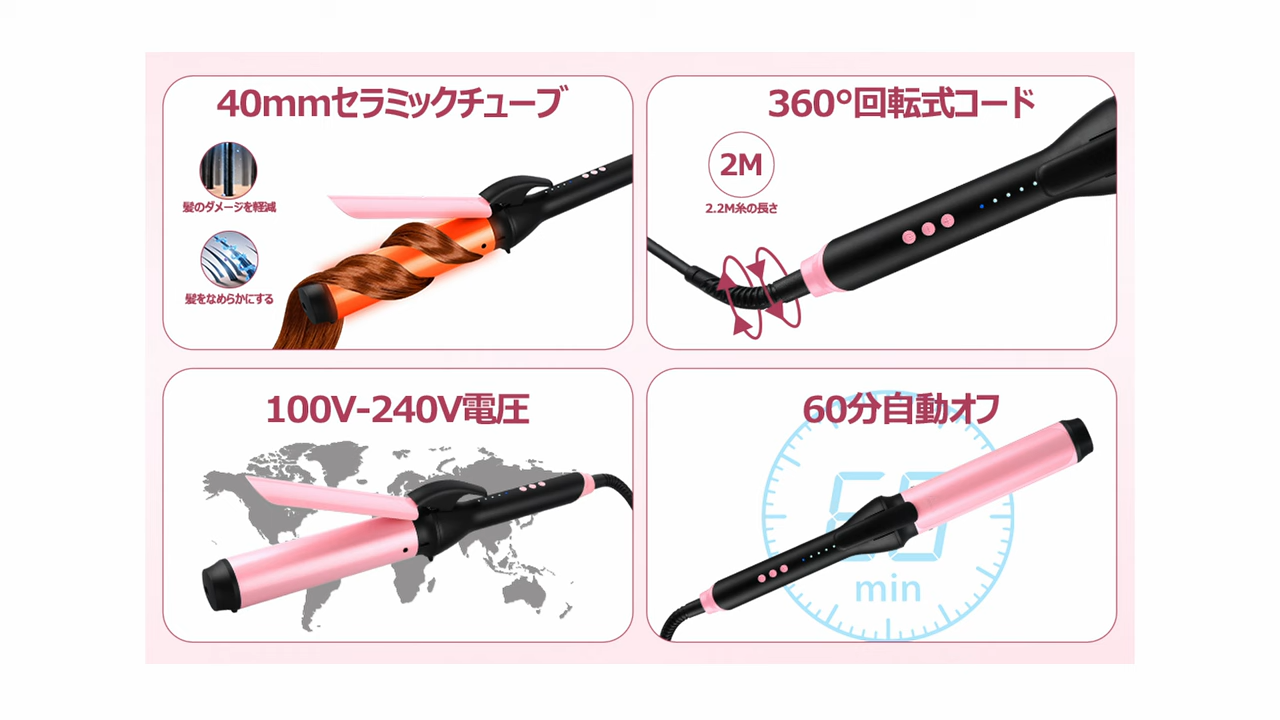 40mmセラミックチューブ
髪のダメージを軽減
髪をなめらかにする
360°回転式コード
2M
2.2M糸の長さ
100V-240V電圧
60分自動オフ
60
min